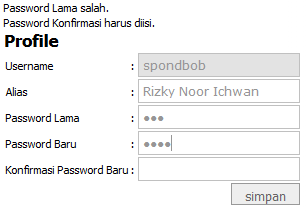 Password Lama salah.
Password Konfirmasi harus diisi.
Profile
Username : spondbob
Alias : Rizky Noor Ichwan
Password Lama : •••
Password Baru : ••••
Konfirmasi Password Baru :
simpan